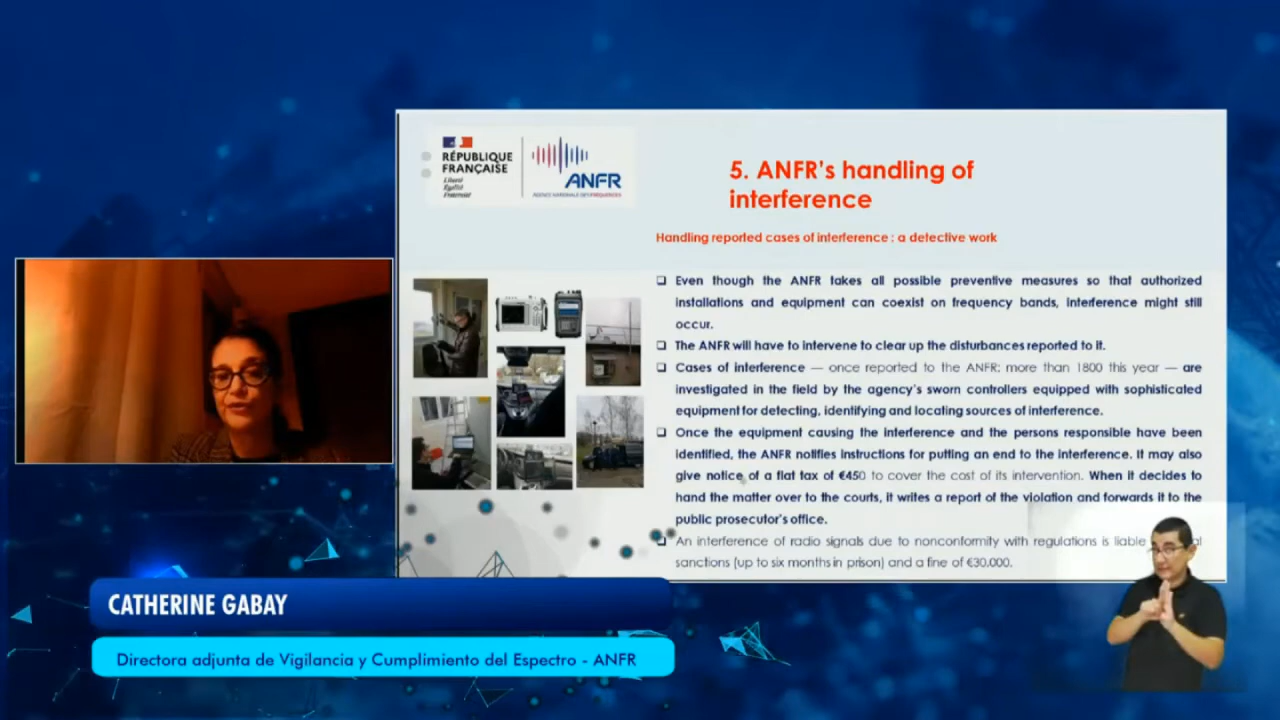 RÉPUBLIQUE
FRANÇAISE
Liberté
Égalité
Fraternité
ANFR
AGENCE NATIONALE DES FRÉQUENCES
5. ANFR's handling of
interference
Handling reported cases of interference : a detective work
❑ Even though the ANFR takes all possible preventive measures so that authorized
installations and equipment can coexist on frequency bands, interference might still
occur.
❑ The ANFR will have to intervene to clear up the disturbances reported to it.
❑ Cases of interference — once reported to the ANFR: more than 1800 this year — are
investigated in the field by the agency's sworn controllers equipped with sophisticated
equipment for detecting, identifying and locating sources of interference.
❑ Once the equipment causing the interference and the persons responsible have been
identified, the ANFR notifies instructions for putting an end to the interference. It may also
give notice of a flat tax of €450 to cover the cost of its intervention. When it decides to
hand the matter over to the courts, it writes a report of the violation and forwards it to the
public prosecutor's office.
❑ An interference of radio signals due to nonconformity with regulations is liable
sanctions (up to six months in prison) and a fine of €30,000.
CATHERINE GABAY
Directora adjunta de Vigilancia y Cumplimiento del Espectro - ANFR